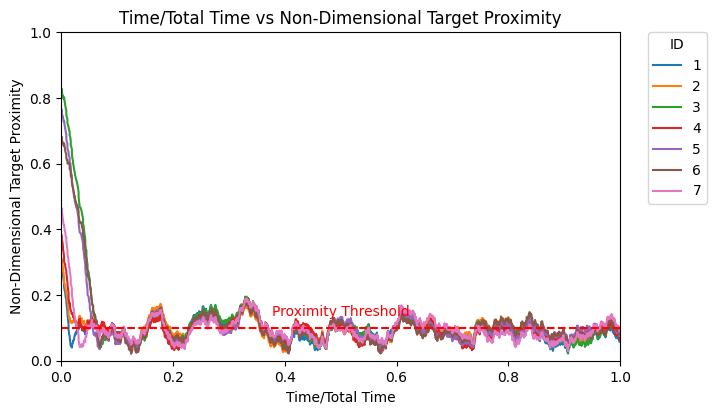 Time/Total Time vs Non-Dimensional Target Proximity
ID
1
2
3
4
5
6
7
1.0
0.8
0.6
0.4
0.2
0.0
Non-Dimensional Target Proximity
Proximity Threshold
0.0 0.2 0.4 0.6 0.8 1.0
Time/Total Time